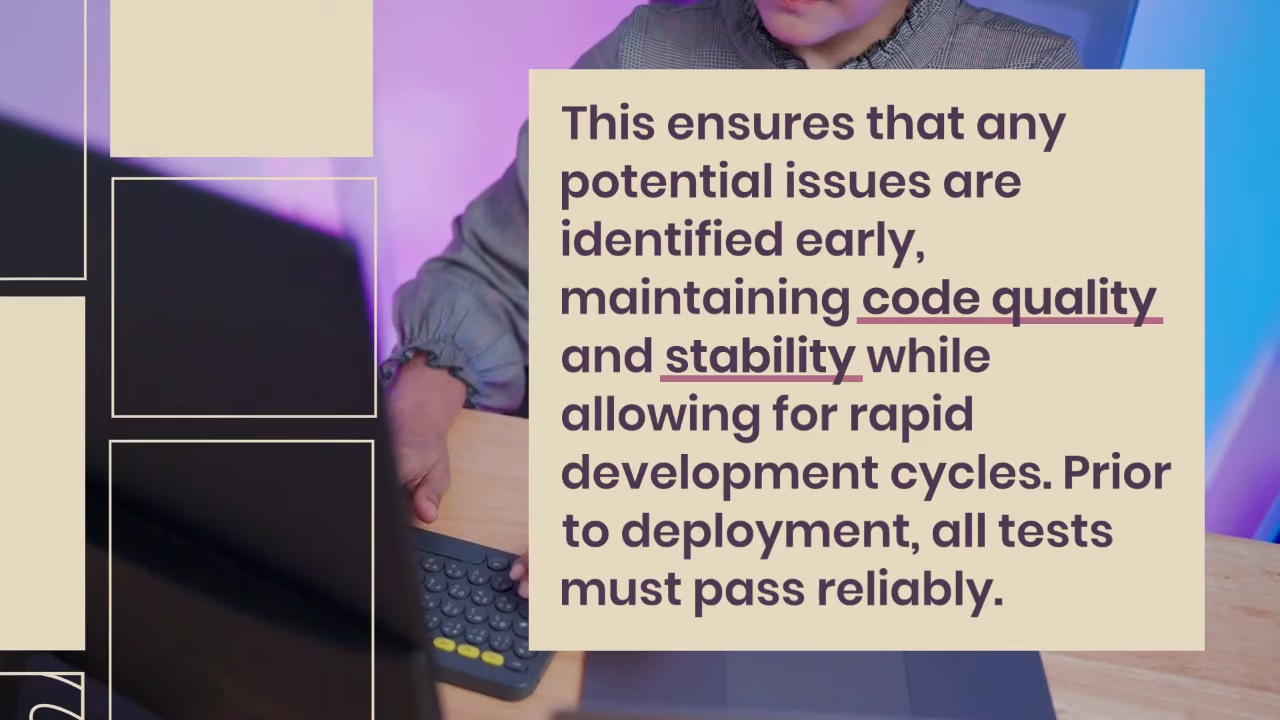 This ensures that any
potential issues are
identified early,
maintaining code quality
and stability while
allowing for rapid
development cycles. Prior
to deployment, all tests
must pass reliably.